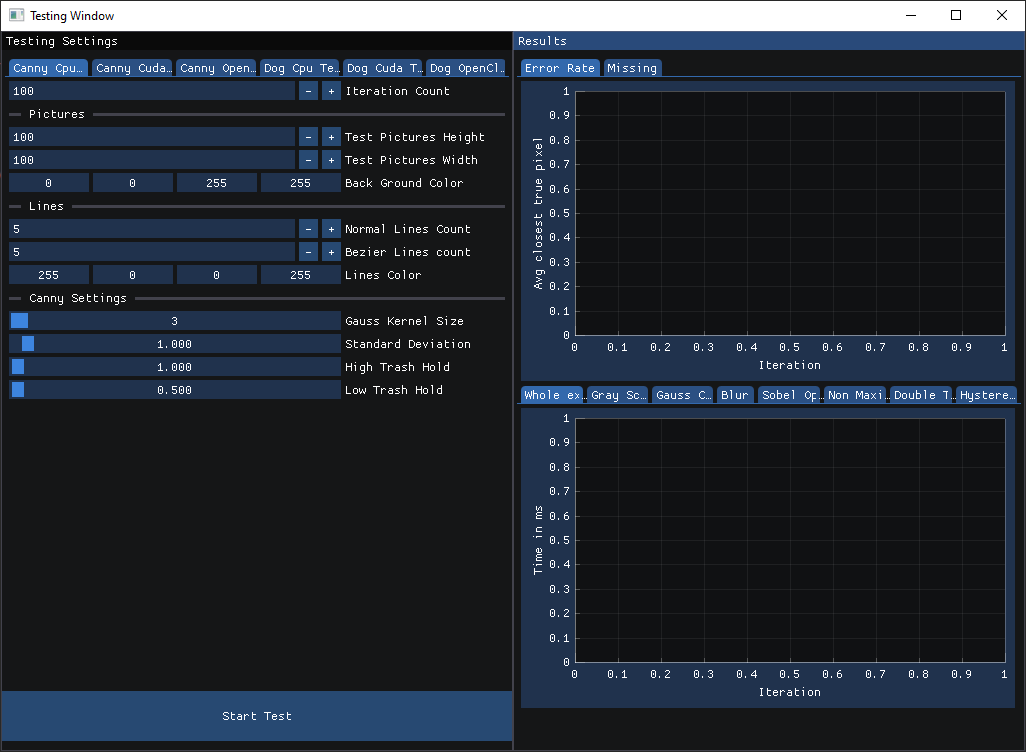 Testing Window
Testing Settings
Canny Cpu… Canny Cuda… Canny Open… Dog Cpu Te… Dog Cuda T… Dog OpenCl…
100 - + Iteration Count
Pictures
100 - + Test Pictures Height
100 - + Test Pictures Width
0 0 255 255 Back Ground Color
Lines
5 - + Normal Lines Count
5 - + Bezier Lines count
255 0 0 255 Lines Color
Canny Settings
3 Gauss Kernel Size
1.000 Standard Deviation
1.000 High Trash Hold
0.500 Low Trash Hold
Start Test
Results
Error Rate Missing
Avg closest true pixel
1
0.9
0.8
0.7
0.6
0.5
0.4
0.3
0.2
0.1
0
0 0.1 0.2 0.3 0.4 0.5 0.6 0.7 0.8 0.9 1
Iteration
Whole ex… Gray Sc… Gauss C… Blur Sobel Op… Non Maxi… Double T… Hystere…
Time in ms
1
0.9
0.8
0.7
0.6
0.5
0.4
0.3
0.2
0.1
0
0 0.1 0.2 0.3 0.4 0.5 0.6 0.7 0.8 0.9 1
Iteration